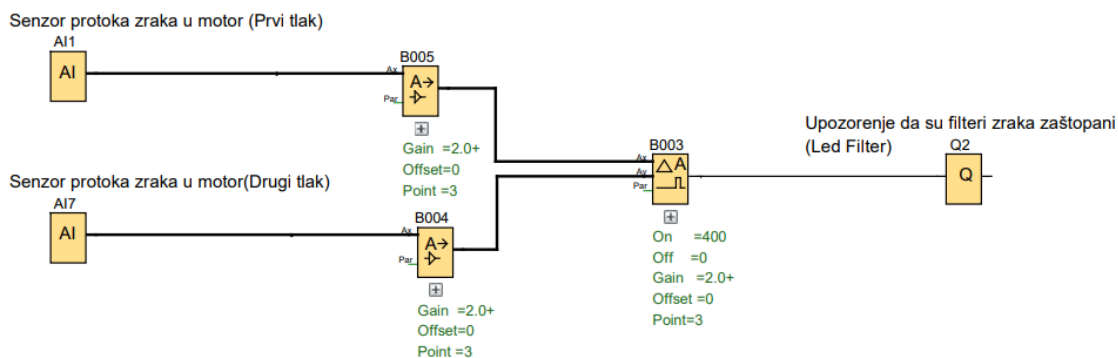 Senzor protoka zraka u motor (Prvi tlak)
AI1
AI
Ax
Par
B005
A→
Gain =2.0+
Offset=0
Point =3
Senzor protoka zraka u motor(Drugi tlak)
AI7
AI
Ax
Par
B004
A→
Gain =2.0+
Offset=0
Point =3
B003
Ax
Ay
Par
△A
On =400
Off =0
Gain =2.0+
Offset =0
Point=3
Upozorenje da su filteri zraka zaštopani
(Led Filter)
Q2
Q